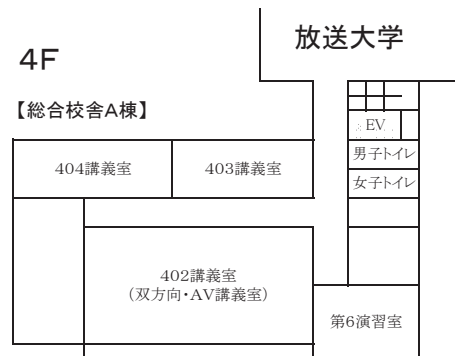 放送大学
4F
【総合校舎A棟】
EV
男子トイレ
404講義室
403講義室
女子トイレ
402講義室
(双方向・AV講義室)
第6演習室